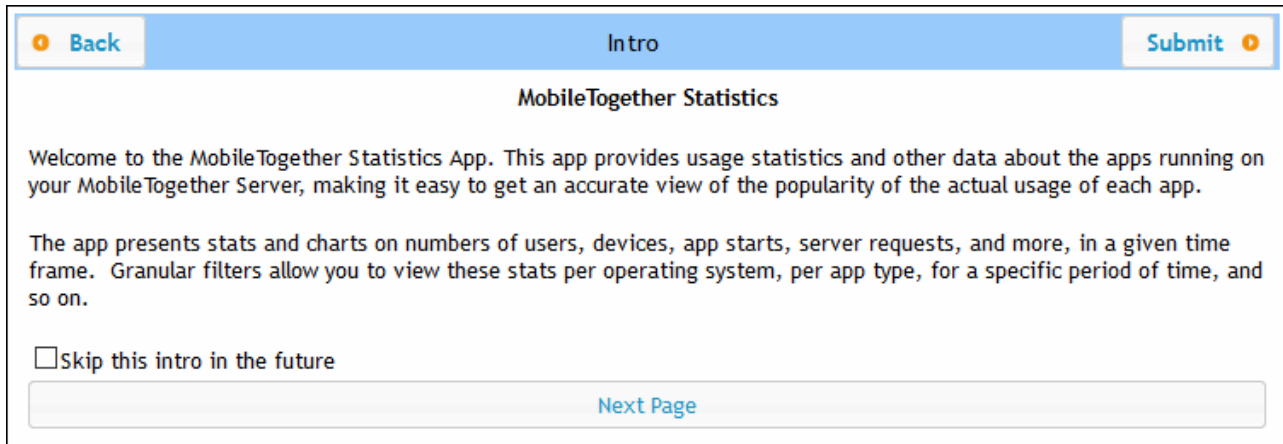 Back Intro Submit
MobileTogether Statistics
Welcome to the MobileTogether Statistics App. This app provides usage statistics and other data about the apps running on
your MobileTogether Server, making it easy to get an accurate view of the popularity of the actual usage of each app.
The app presents stats and charts on numbers of users, devices, app starts, server requests, and more, in a given time
frame.  Granular filters allow you to view these stats per operating system, per app type, for a specific period of time, and
so on.
Skip this intro in the future
Next Page